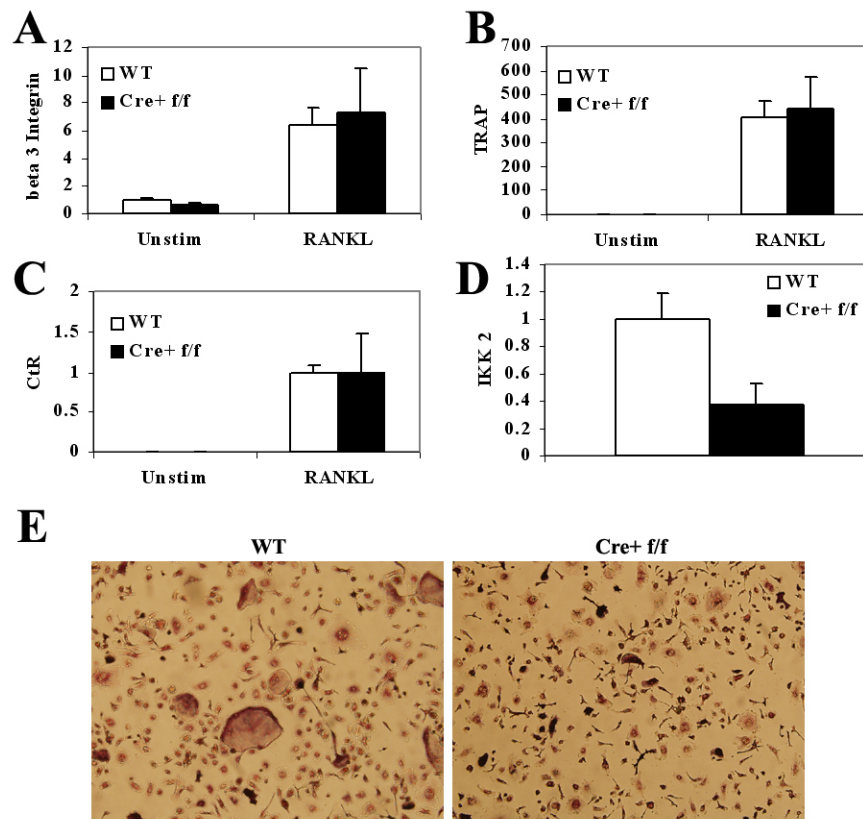 A
beta 3 Integrin
12
10
8
6
4
2
0
WT
Cre+ f/f
Unstim
RANKL
B
TRAP
700
600
500
400
300
200
100
0
WT
Cre+ f/f
Unstim
RANKL
C
CtR
2
1.5
1
0.5
0
WT
Cre+ f/f
Unstim
RANKL
D
IKK 2
1.4
1.2
1
0.8
0.6
0.4
0.2
0
WT
Cre+ f/f
E
WT
Cre+ f/f